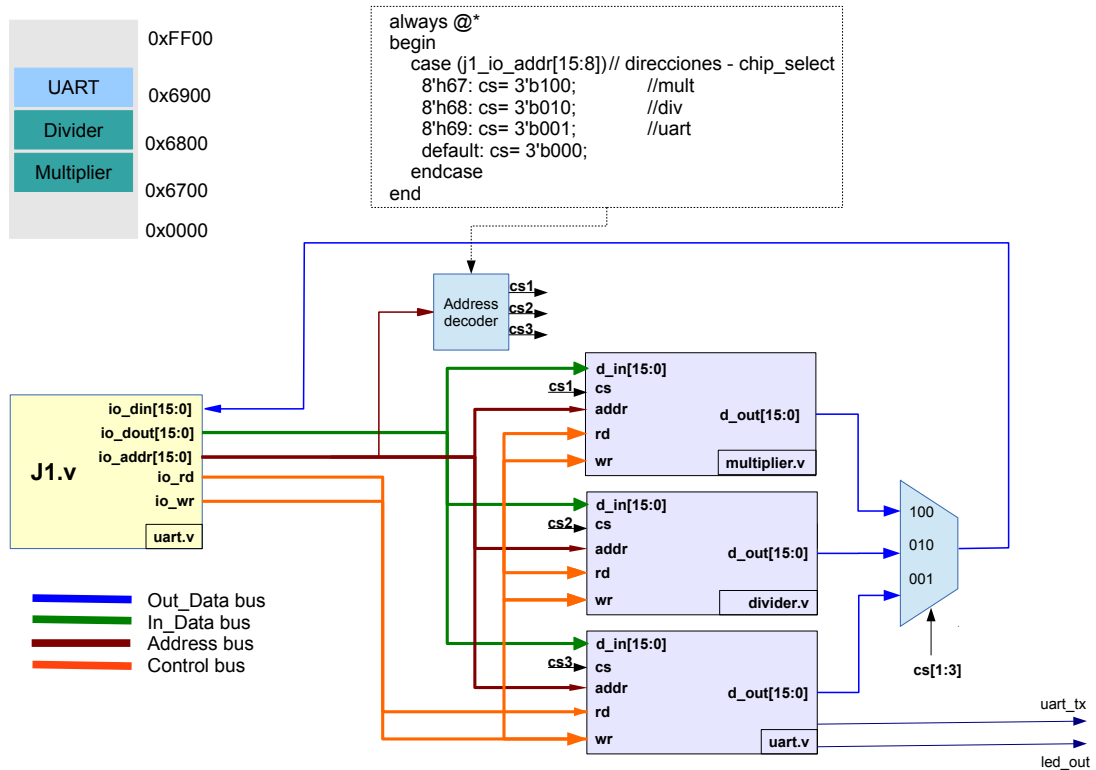 0xFF00
UART
0x6900
Divider
0x6800
Multiplier
0x6700
0x0000
always @*
begin
case (j1_io_addr[15:8])// direcciones - chip_select
8'h67: cs= 3'b100; //mult
8'h68: cs= 3'b010; //div
8'h69: cs= 3'b001; //uart
default: cs= 3'b000;
endcase
end
Address
decoder
cs1
cs2
cs3
io_din[15:0]
io_dout[15:0]
io_addr[15:0]
io_rd
io_wr
J1.v
uart.v
d_in[15:0]
cs1
cs
addr
rd
wr
d_out[15:0]
multiplier.v
d_in[15:0]
cs2
cs
addr
rd
wr
d_out[15:0]
divider.v
d_in[15:0]
cs3
cs
addr
rd
wr
d_out[15:0]
uart.v
100
010
001
cs[1:3]
uart_tx
led_out
Out_Data bus
In_Data bus
Address bus
Control bus